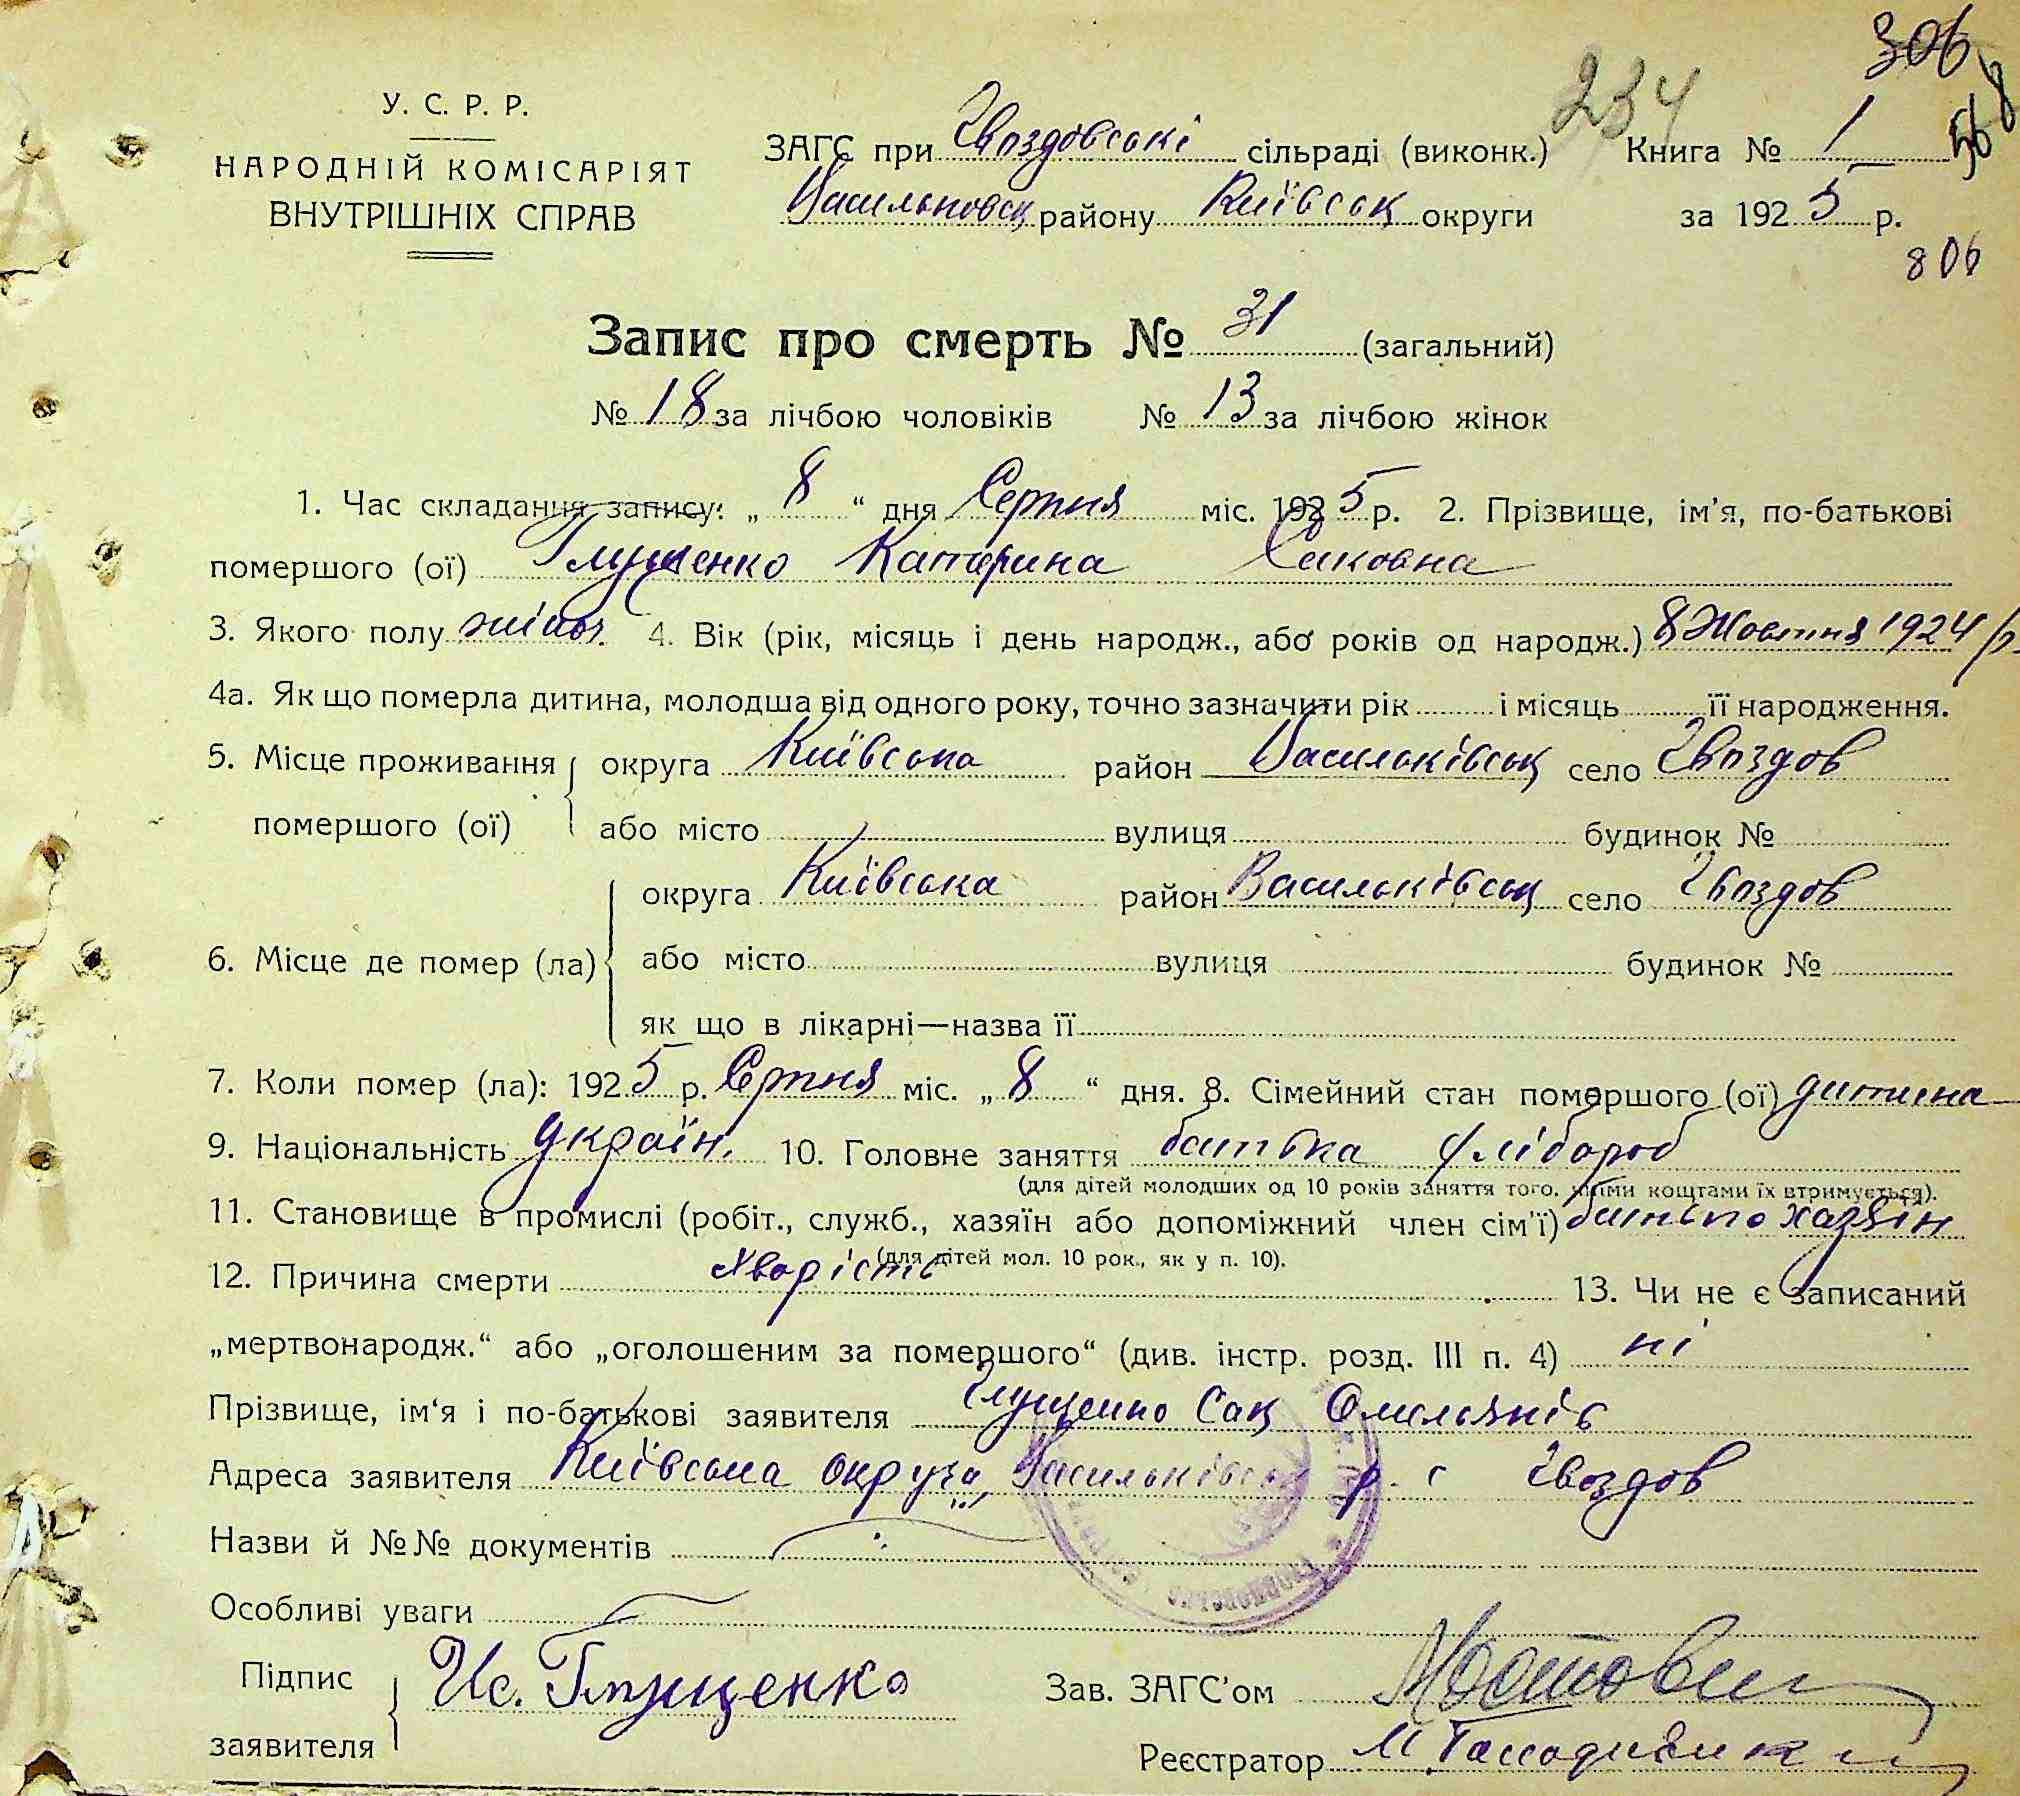 306
234
56
У. С. Р. Р.
НАРОДНІЙ КОМІСАРІЯТ
ВНУТРІШНІХ СПРАВ
ЗАГС при Гвоздовські сільраді (виконк.) Книга № 1
Васильковськ району Київськ округи за 1925 р.
806
Запис про смерть № 31 (загальний)
№ 18 за лічбою чоловіків № 13 за лічбою жінок
1. Час складання запису: „ 8 “ дня Серпня міс. 1925 р. 2. Прізвище, ім'я, по-батькові
помершого (ої) Глущенко Катерина Саковна
3. Якого полу жіноч. 4. Вік (рік, місяць і день народж., або років од народж.) 8 Жовтня 1924 р.
4а. Як що померла дитина, молодша від одного року, точно зазначити рік і місяць її народження.
5. Місце проживання помершого (ої) округа Київська район Васильківськ село Гвоздов
або місто вулиця будинок №
6. Місце де помер (ла) округа Київська район Васильківськ село Гвоздов
або місто вулиця будинок №
як що в лікарні—назва її
7. Коли помер (ла): 1925 р. Серпня міс. „ 8 “ дня. 8. Сімейний стан помершого (ої) дитина
9. Національність україн. 10. Головне заняття батька хлібороб
(для дітей молодших од 10 років заняття того, чиїми коштами їх втримується).
11. Становище в промислі (робіт., служб., хазяїн або допоміжний член сім'ї) батько хазяїн
(для дітей мол. 10 рок., як у п. 10).
12. Причина смерти хворість 13. Чи не є записаний
„мертвонародж.“ або „оголошеним за помершого“ (див. інстр. розд. III п. 4) ні
Прізвище, ім'я і по-батькові заявителя Глущенко Сак Омельянів
Адреса заявителя Київська округа, Васильківськ р. с Гвоздов
Назви й №№ документів
Особливі уваги
Підпис заявителя Ис. Глущенко
Зав. ЗАГС'ом
Реєстратор М.